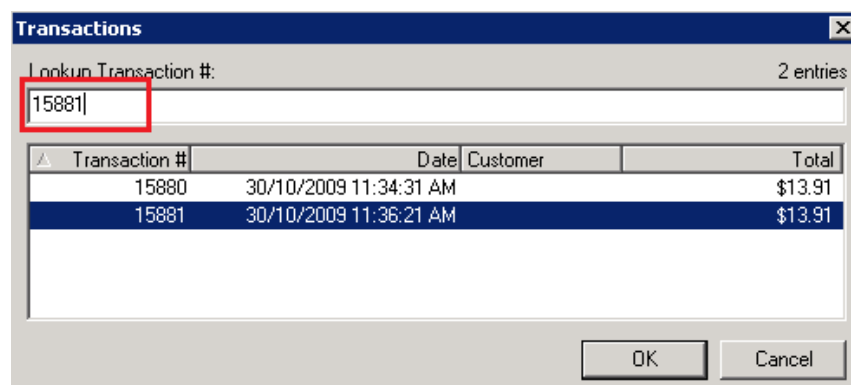 Transactions
Lookup Transaction #: 2 entries
15881
Transaction # Date Customer Total
15880 30/10/2009 11:34:31 AM $13.91
15881 30/10/2009 11:36:21 AM $13.91
OK Cancel